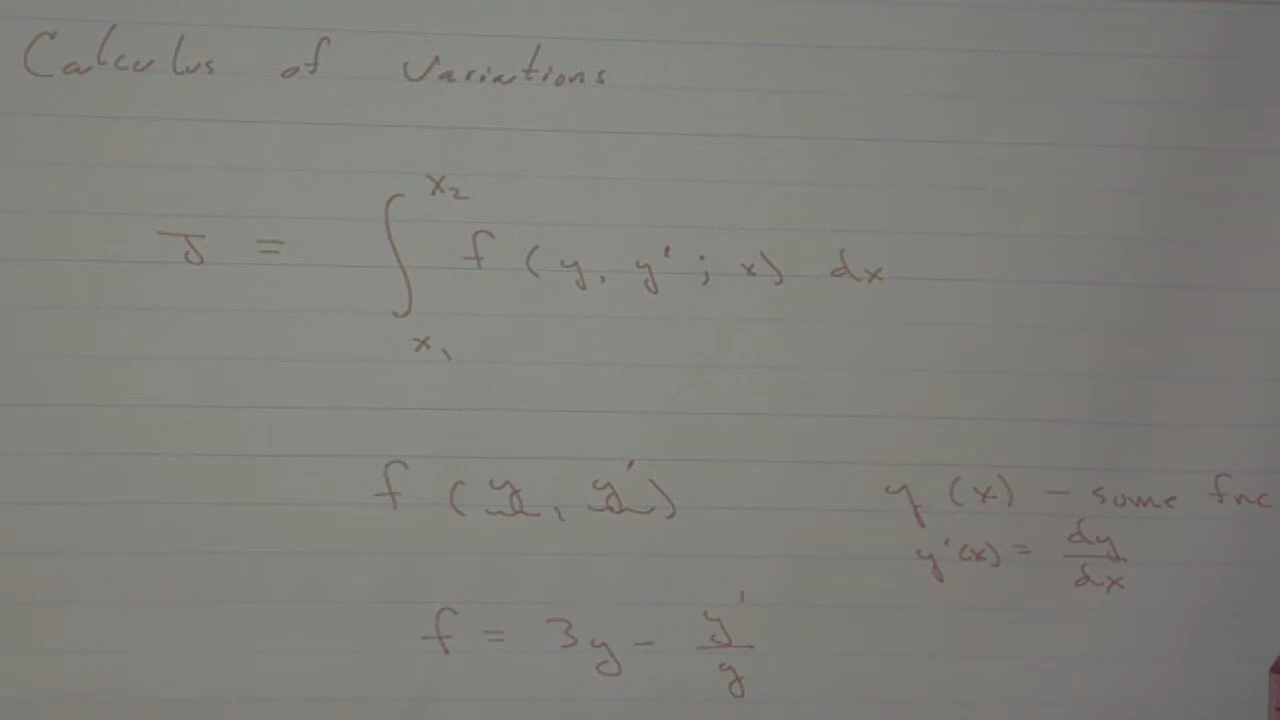 Calculus of variations
J = ∫_{x₁}^{x₂} f (y, y' ; x) dx
f (y, y')
y (x) - some fnc
y'(x) = dy/dx
f = 3y - y'/y